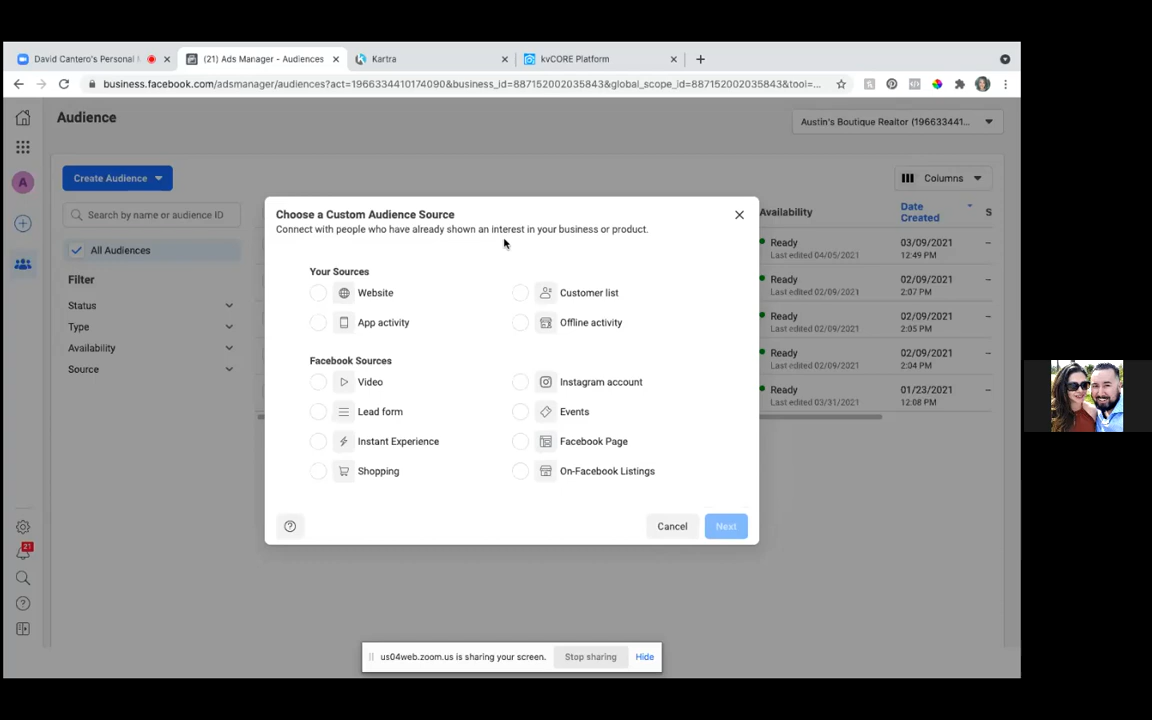 David Cantero's Personal
(21) Ads Manager - Audiences
Kartra
kvCORE Platform
business.facebook.com/adsmanager/audiences?act=1966334410174090&business_id=887152002035843&global_scope_id=887152002035843&tool=...
Audience
Austin's Boutique Realtor (196633441...
Create Audience
Columns
Search by name or audience ID
Availability
Date
Created
S
A
All Audiences
Filter
Status
Type
Availability
Source
Ready
Last edited 04/05/2021
03/09/2021
12:49 PM
–
Ready
Last edited 02/09/2021
02/09/2021
2:07 PM
–
Ready
Last edited 02/09/2021
02/09/2021
2:05 PM
–
Ready
Last edited 02/09/2021
02/09/2021
2:04 PM
–
Ready
Last edited 03/31/2021
01/23/2021
12:08 PM
–
Choose a Custom Audience Source
Connect with people who have already shown an interest in your business or product.
Your Sources
Website
Customer list
App activity
Offline activity
Facebook Sources
Video
Instagram account
Lead form
Events
Instant Experience
Facebook Page
Shopping
On-Facebook Listings
Cancel
Next
21
us04web.zoom.us is sharing your screen.
Stop sharing
Hide